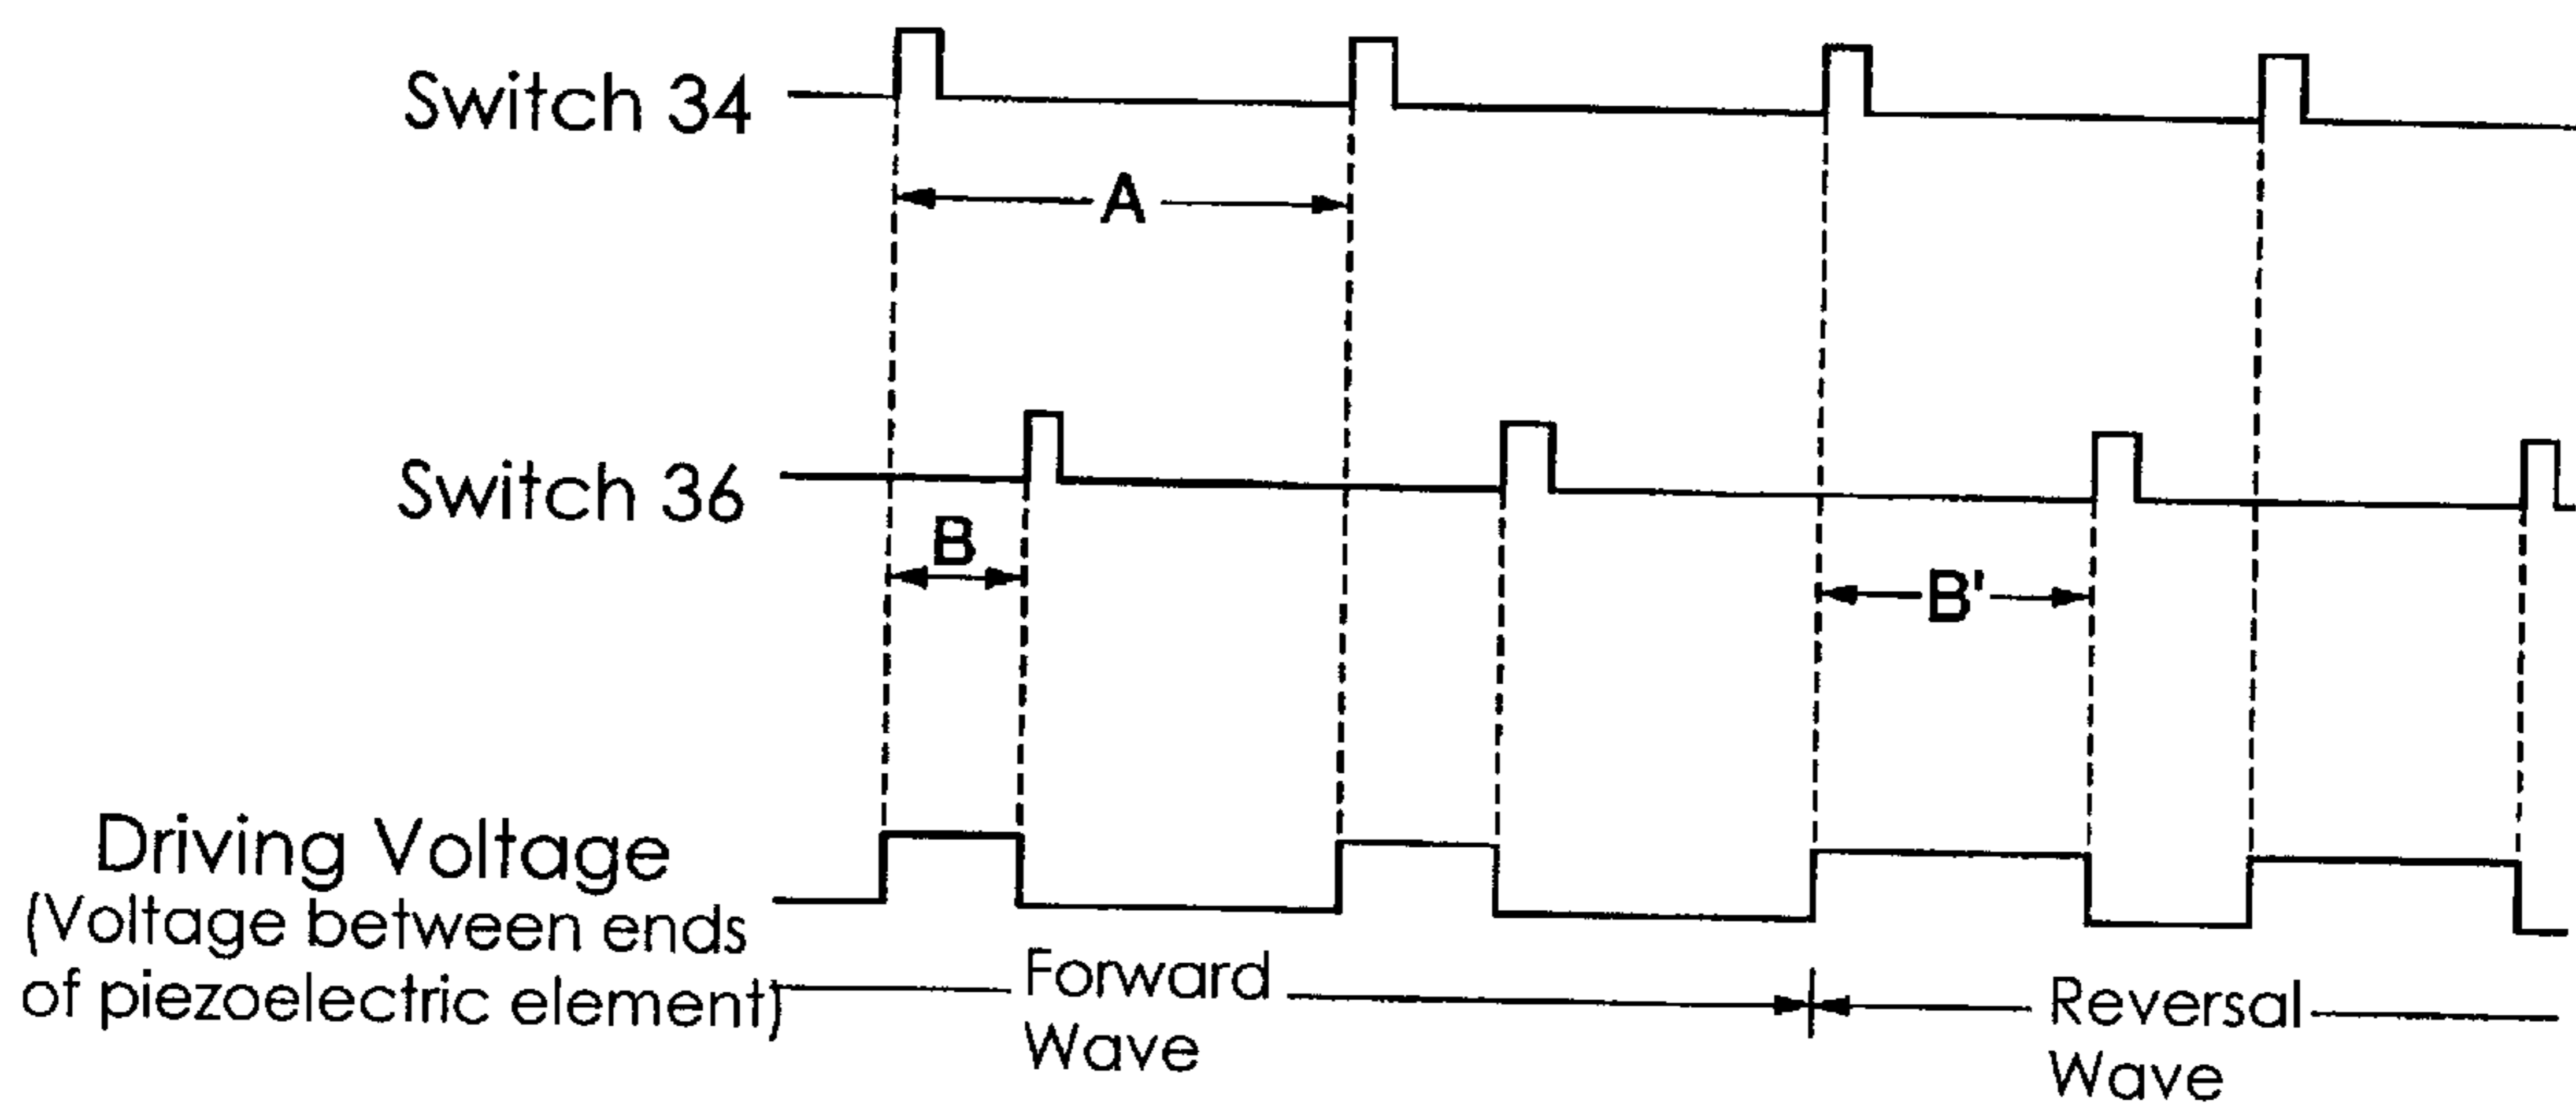 Switch 34
A
Switch 36
B
B'
Driving Voltage
(Voltage between ends
of piezoelectric element)
Forward
Wave
Reversal
Wave